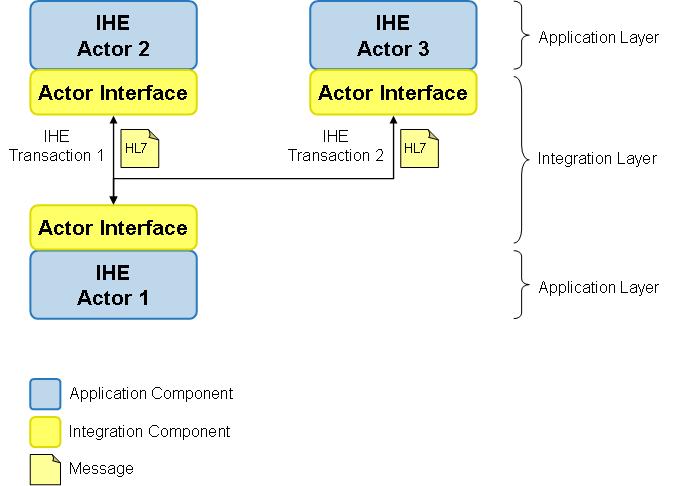 IHE
Actor 2
IHE
Actor 3
Application Layer
Actor Interface
Actor Interface
IHE
Transaction 1
HL7
IHE
Transaction 2
HL7
Integration Layer
Actor Interface
IHE
Actor 1
Application Layer
Application Component
Integration Component
Message